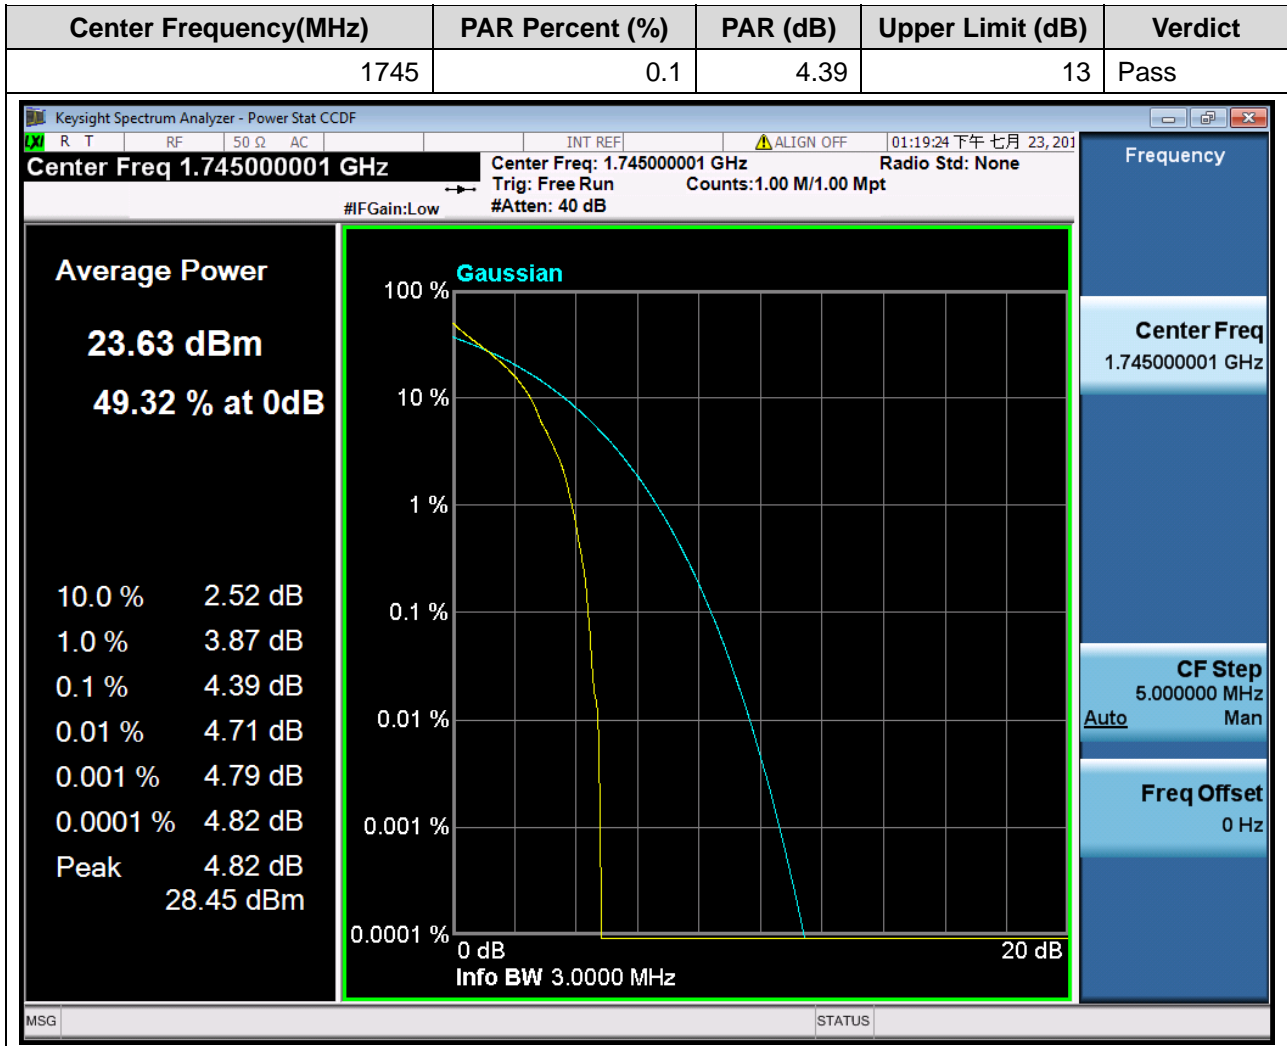 Center Frequency(MHz) PAR Percent (%) PAR (dB) Upper Limit (dB) Verdict
1745 0.1 4.39 13 Pass
Keysight Spectrum Analyzer - Power Stat CCDF
LXI R T RF 50 Ω AC INT REF ALIGN OFF 01:19:24 下午 七月 23, 201
Center Freq 1.745000001 GHz
Center Freq: 1.745000001 GHz Radio Std: None
Trig: Free Run Counts:1.00 M/1.00 Mpt
#IFGain:Low #Atten: 40 dB
Frequency
Average Power
23.63 dBm
49.32 % at 0dB
10.0 % 2.52 dB
1.0 % 3.87 dB
0.1 % 4.39 dB
0.01 % 4.71 dB
0.001 % 4.79 dB
0.0001 % 4.82 dB
Peak 4.82 dB
28.45 dBm
Gaussian
100 %
10 %
1 %
0.1 %
0.01 %
0.001 %
0.0001 %
0 dB 20 dB
Info BW 3.0000 MHz
Center Freq
1.745000001 GHz
CF Step
5.000000 MHz
Auto Man
Freq Offset
0 Hz
MSG STATUS